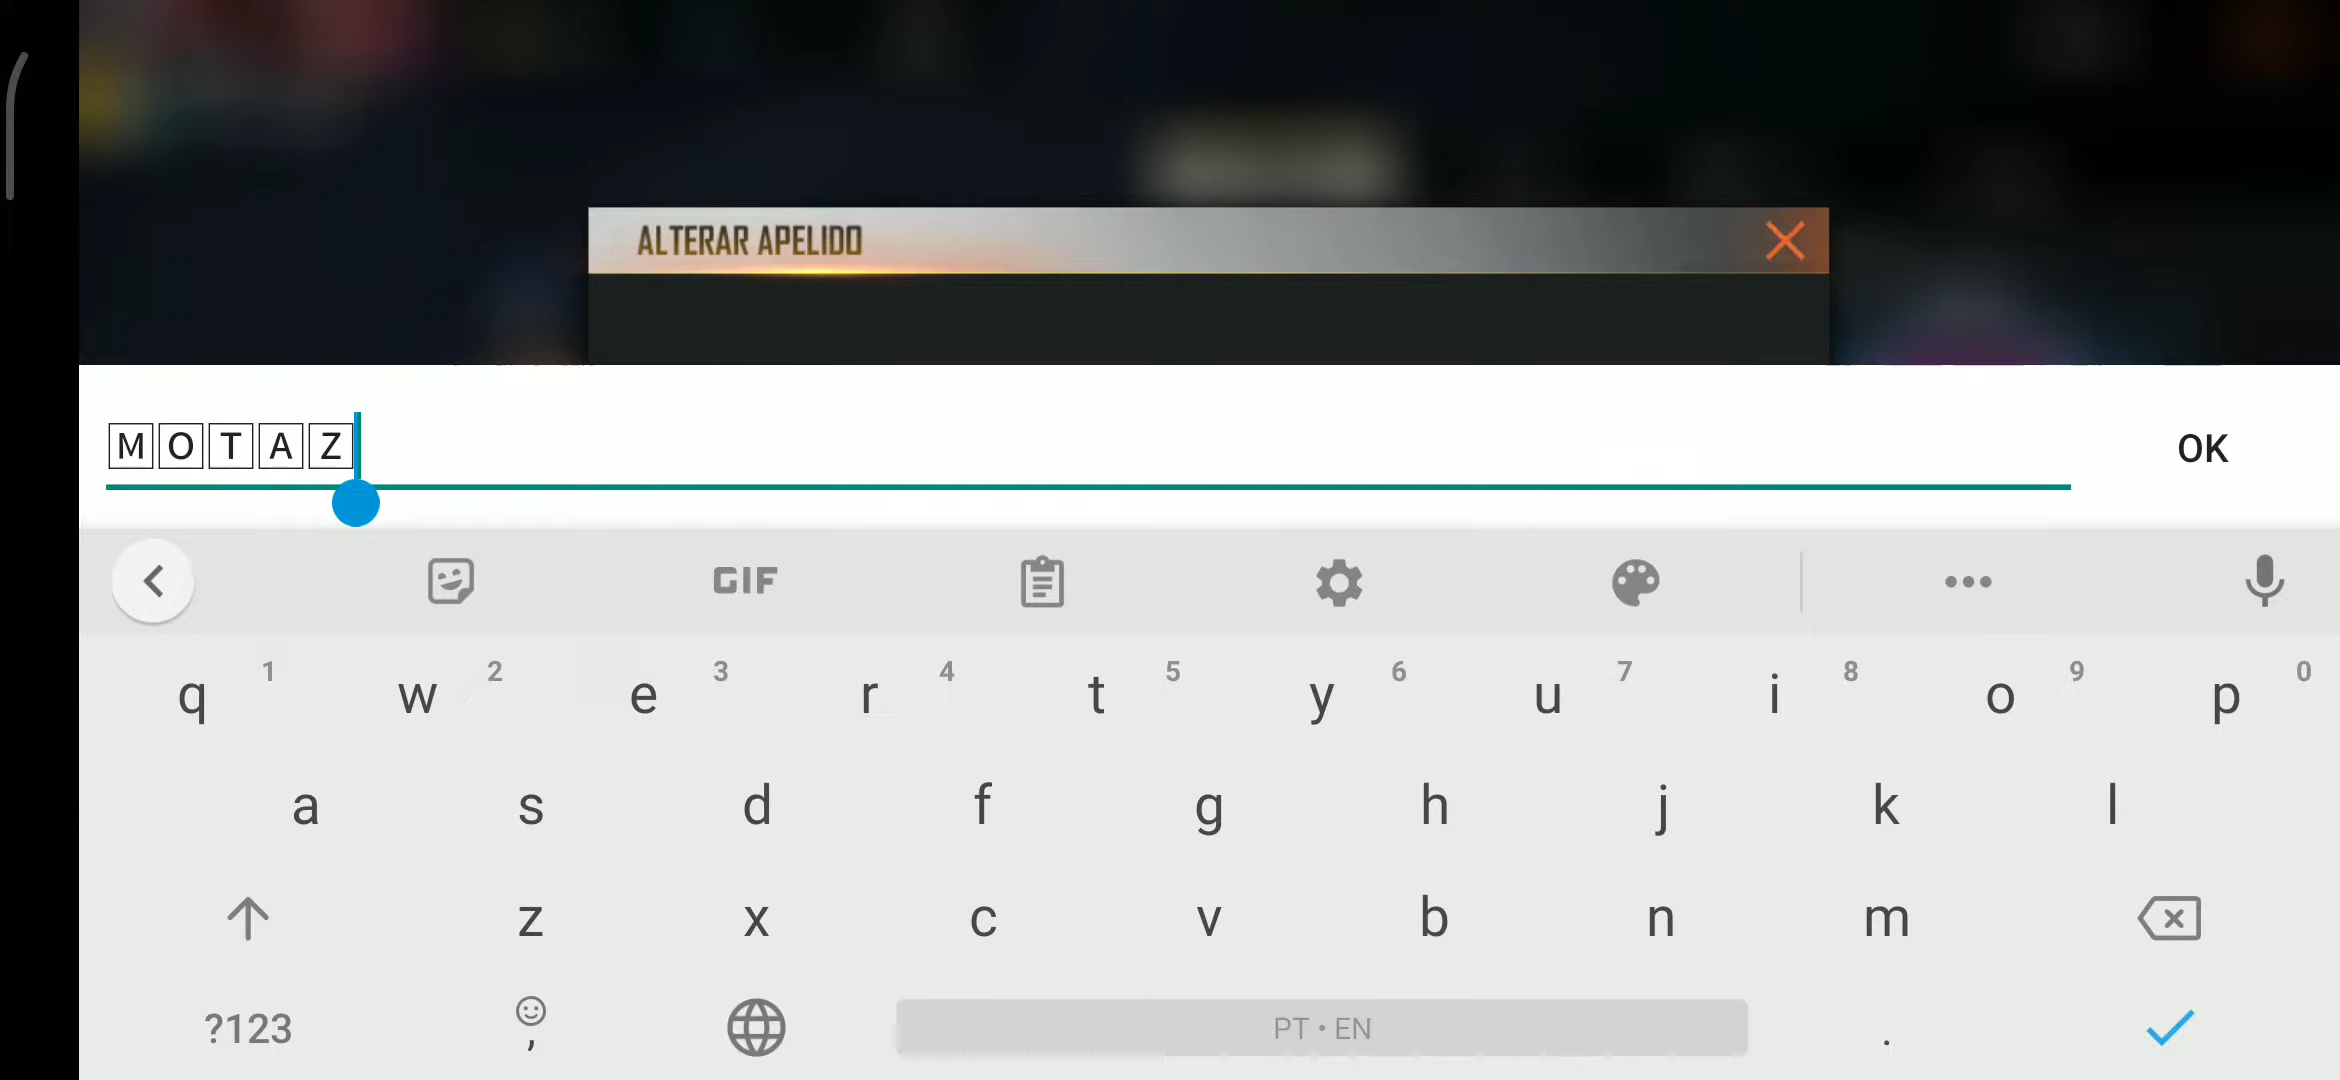 ALTERAR APELIDO
🄼🄾🅃🄰🅉
OK
GIF
q 1 w 2 e 3 r 4 t 5 y 6 u 7 i 8 o 9 p 0
a s d f g h j k l
z x c v b n m
?123 , PT • EN .